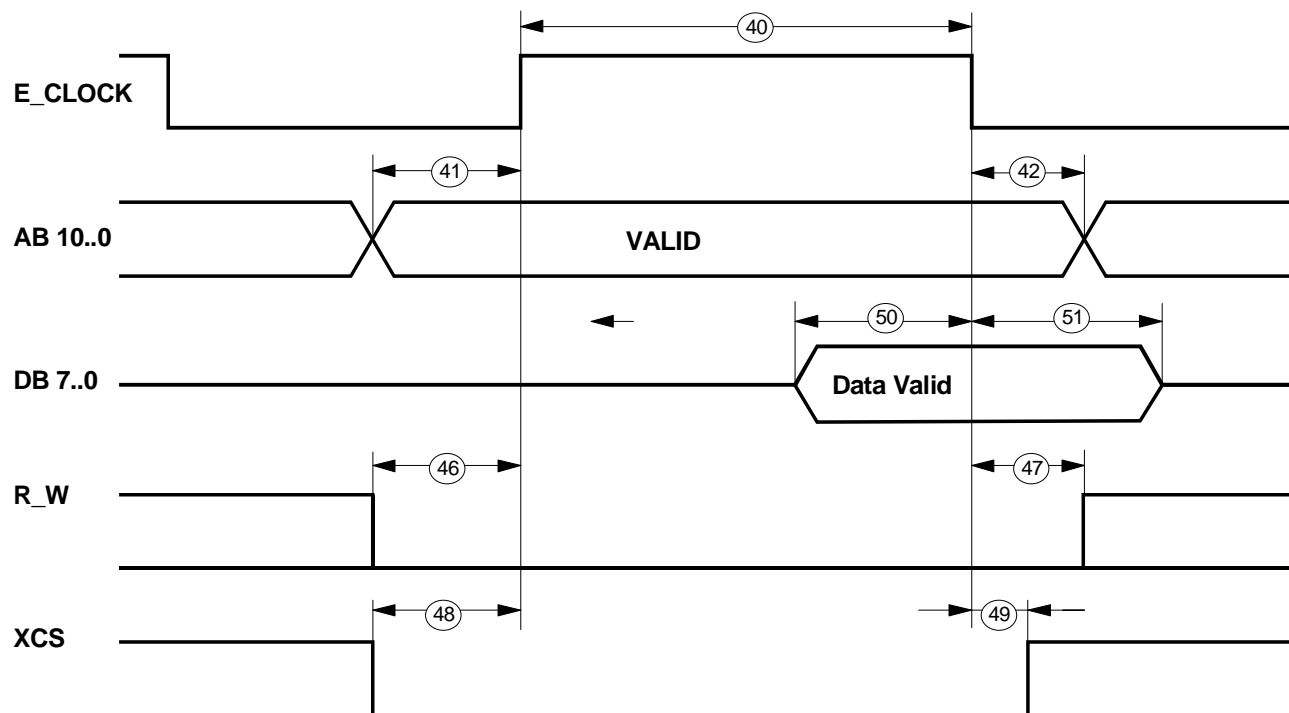 40
E_CLOCK
41
42
AB 10..0
VALID
50
51
DB 7..0
Data Valid
46
47
R_W
48
49
XCS